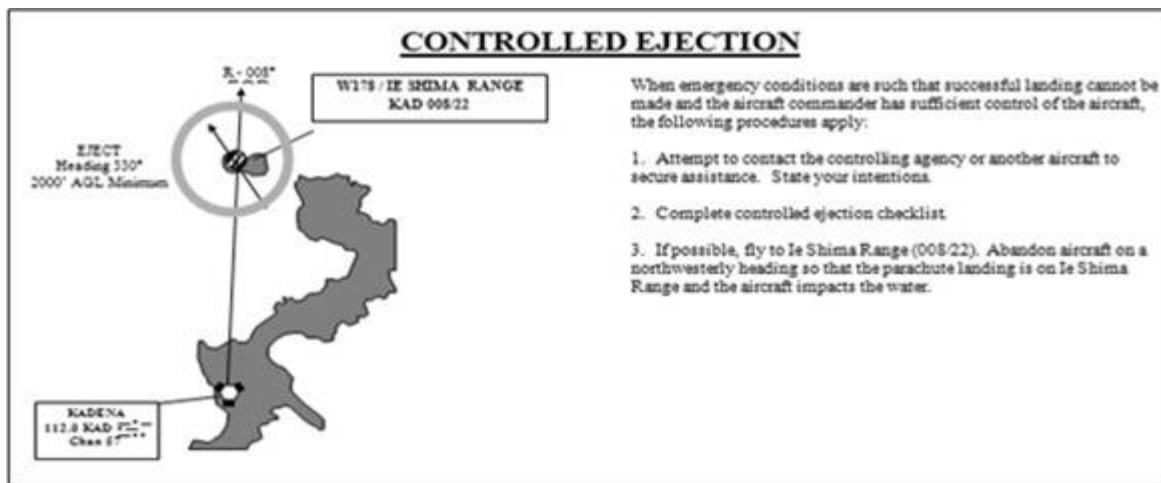 CONTROLLED EJECTION
R - 008°
W178 / IE SHIMA RANGE
KAD 008/22
EJECT
Heading 330°
2000' AGL Minimum
When emergency conditions are such that successful landing cannot be
made and the aircraft commander has sufficient control of the aircraft,
the following procedures apply:
1. Attempt to contact the controlling agency or another aircraft to
secure assistance. State your intentions.
2. Complete controlled ejection checklist.
3. If possible, fly to Ie Shima Range (008/22). Abandon aircraft on a
northwesterly heading so that the parachute landing is on Ie Shima
Range and the aircraft impacts the water.
KADENA
112.0 KAD
Chan 57